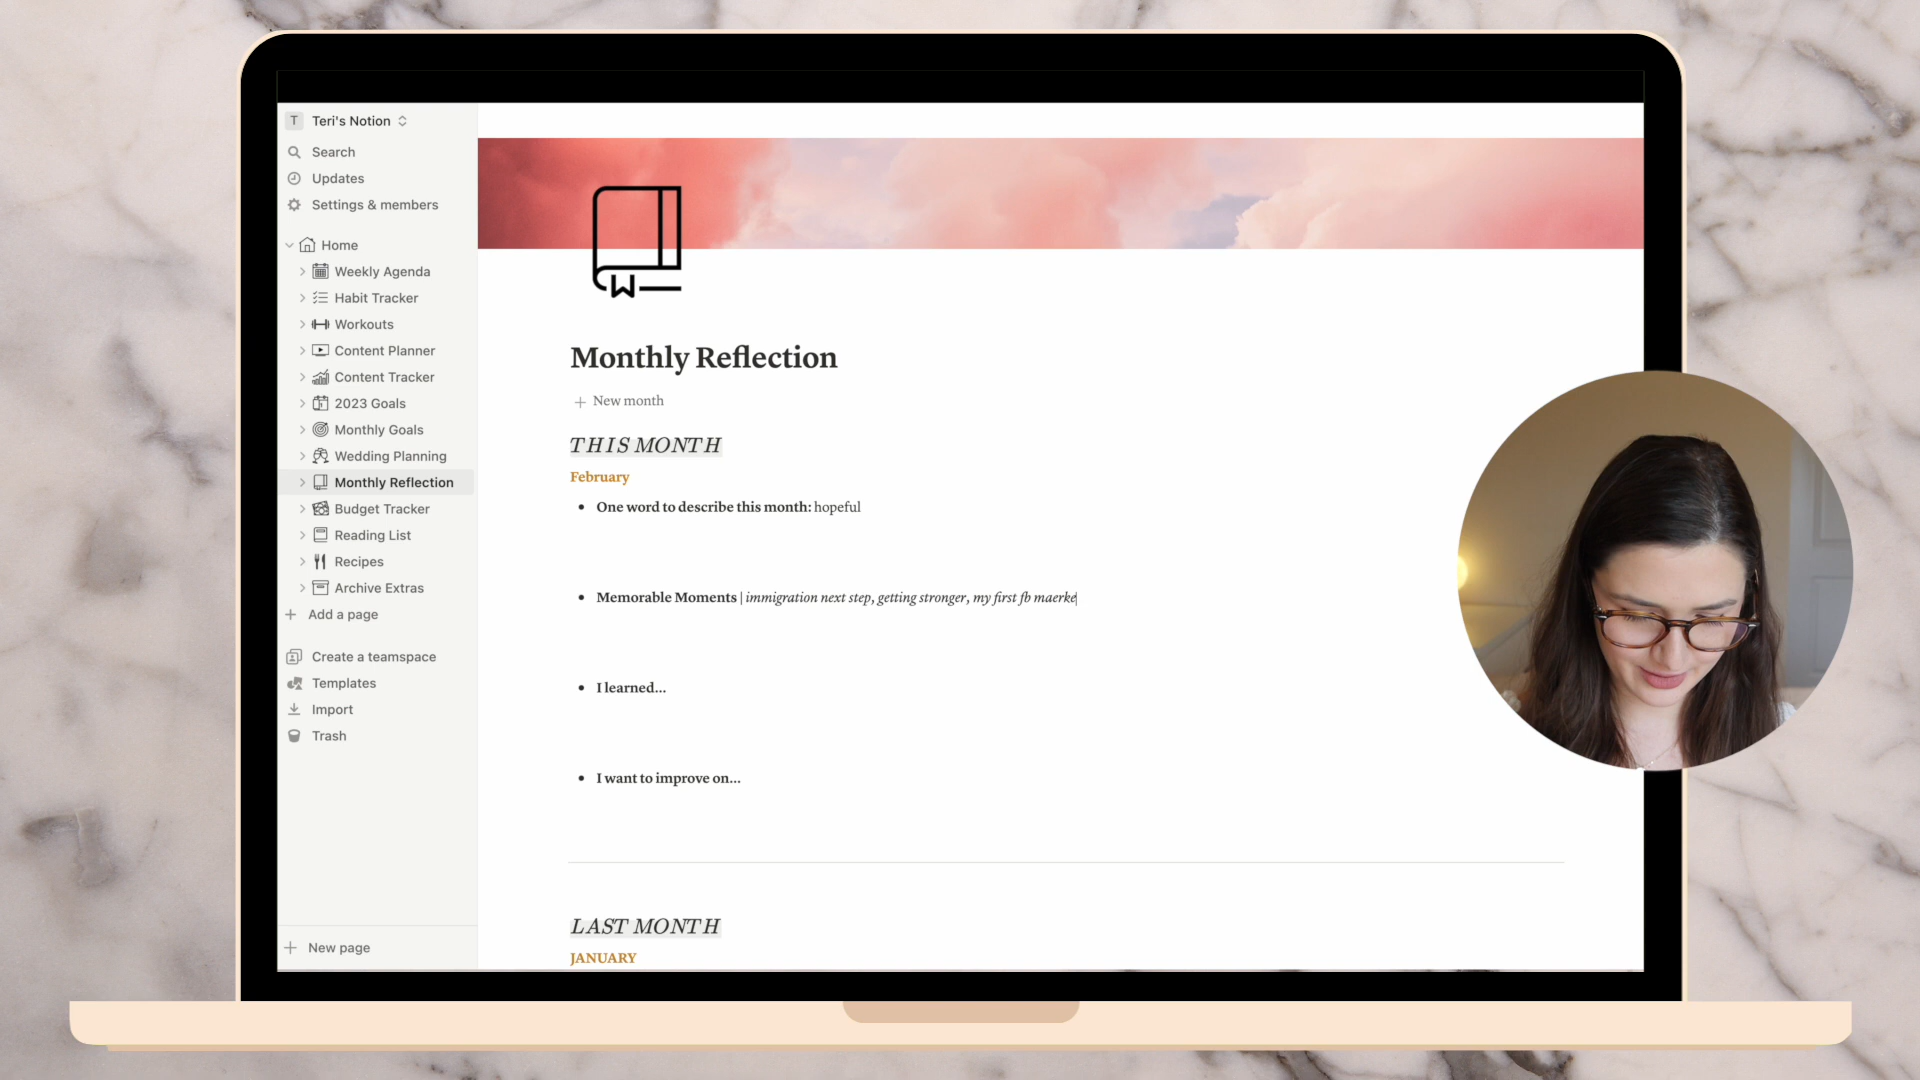 T Teri's Notion
Search
Updates
Settings & members
Home
Weekly Agenda
Habit Tracker
Workouts
Content Planner
Content Tracker
2023 Goals
Monthly Goals
Wedding Planning
Monthly Reflection
Budget Tracker
Reading List
Recipes
Archive Extras
+ Add a page
Create a teamspace
Templates
Import
Trash
+ New page
Monthly Reflection
+ New month
THIS MONTH
February
• One word to describe this month: hopeful
• Memorable Moments | immigration next step, getting stronger, my first fb maerke
• I learned...
• I want to improve on...
LAST MONTH
JANUARY